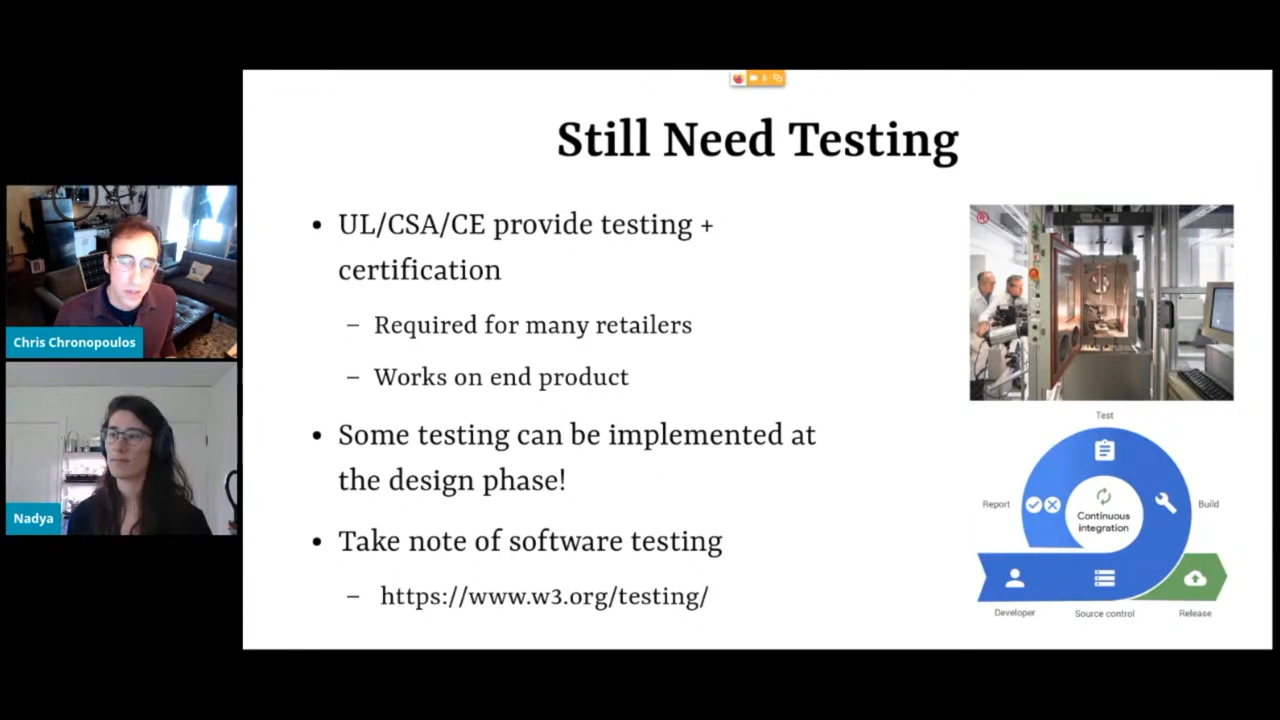 Still Need Testing
• UL/CSA/CE provide testing +
certification
– Required for many retailers
– Works on end product
• Some testing can be implemented at
the design phase!
• Take note of software testing
– https://www.w3.org/testing/
Test
Report
Build
Continuous
integration
Developer
Source control
Release
Chris Chronopoulos
Nadya